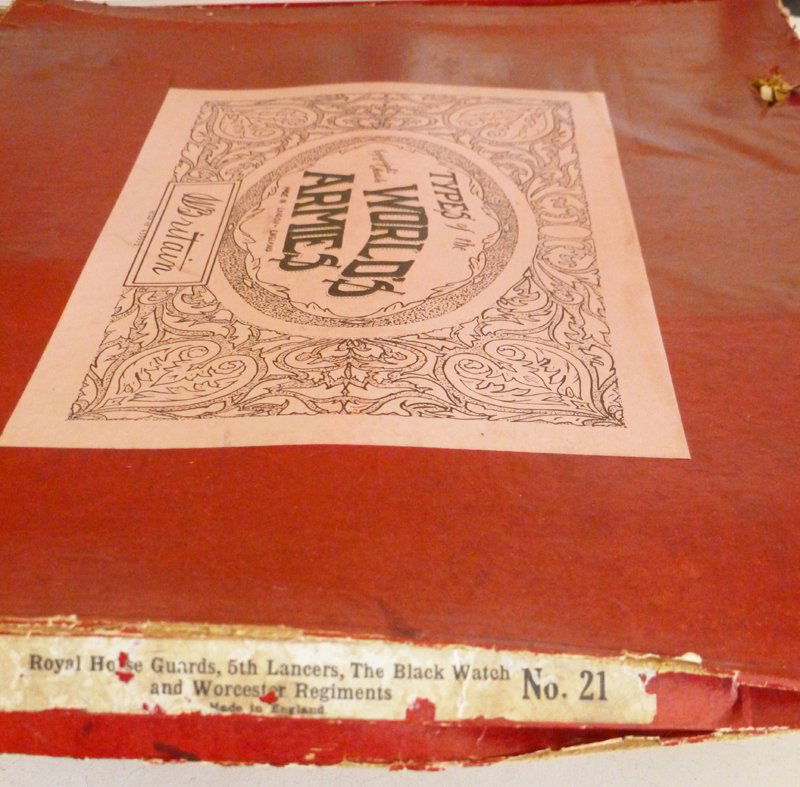 TYPES of the
WORLD'S
ARMIES
Britain
Royal Horse Guards, 5th Lancers, The Black Watch
and Worcester Regiments
Made in England
No. 21